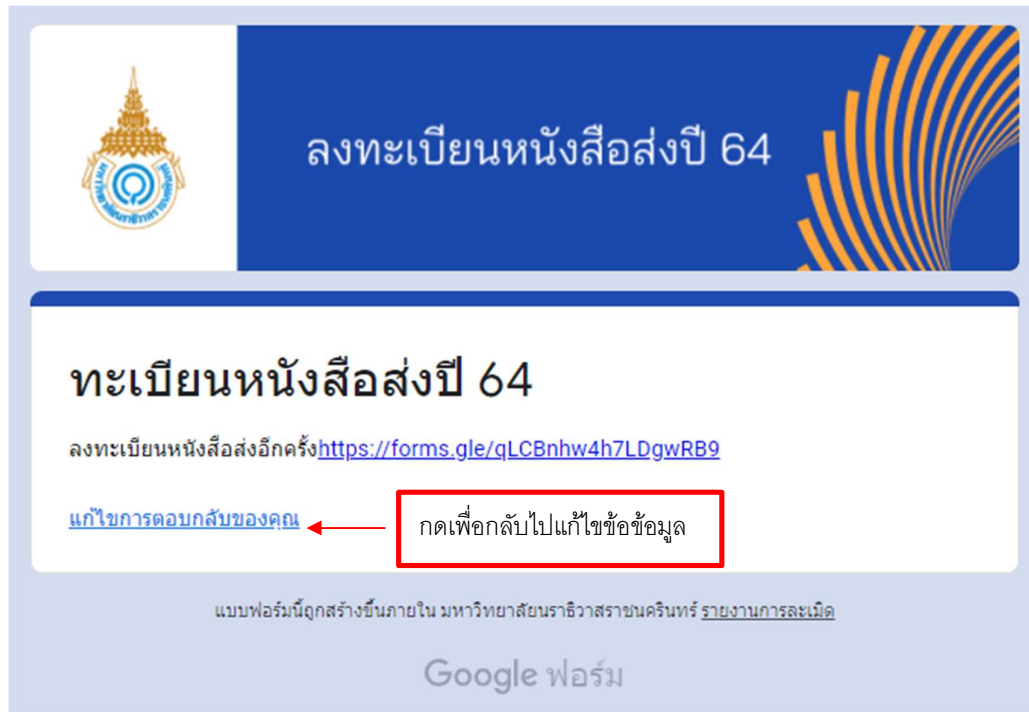 ลงทะเบียนหนังสือส่งปี 64
ทะเบียนหนังสือส่งปี 64
ลงทะเบียนหนังสือส่งอีกครั้งhttps://forms.gle/qLCBnhw4h7LDgwRB9
แก้ไขการตอบกลับของคุณ
กดเพื่อกลับไปแก้ไขข้อข้อมูล
แบบฟอร์มนี้ถูกสร้างขึ้นภายใน มหาวิทยาลัยนราธิวาสราชนครินทร์ รายงานการละเมิด
Google ฟอร์ม